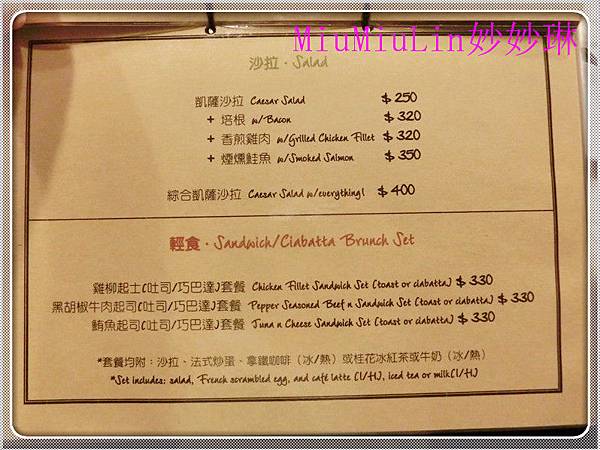 MiuMiuLin妙妙琳
沙拉·Salad
凱薩沙拉 Caesar Salad $250
+ 培根 w/Bacon $320
+ 香煎雞肉 w/Grilled Chicken Fillet $320
+ 煙燻鮭魚 w/Smoked Salmon $350
綜合凱薩沙拉 Caesar Salad w/everything! $400
輕食·Sandwich/Ciabatta Brunch Set
雞柳起士(吐司/巧巴達)套餐 Chicken Fillet Sandwich Set (toast or ciabatta) $330
黑胡椒牛肉起司(吐司/巧巴達)套餐 Pepper Seasoned Beef n Sandwich Set (toast or ciabatta) $330
鮪魚起司(吐司/巧巴達)套餐 Tuna n Cheese Sandwich Set (toast or ciabatta) $330
*套餐均附：沙拉、法式炒蛋、拿鐵咖啡（冰/熱）或桂花冰紅茶或牛奶（冰/熱）
*Set includes: salad, French scrambled egg, and café latte (I/H), iced tea or milk(I/H)